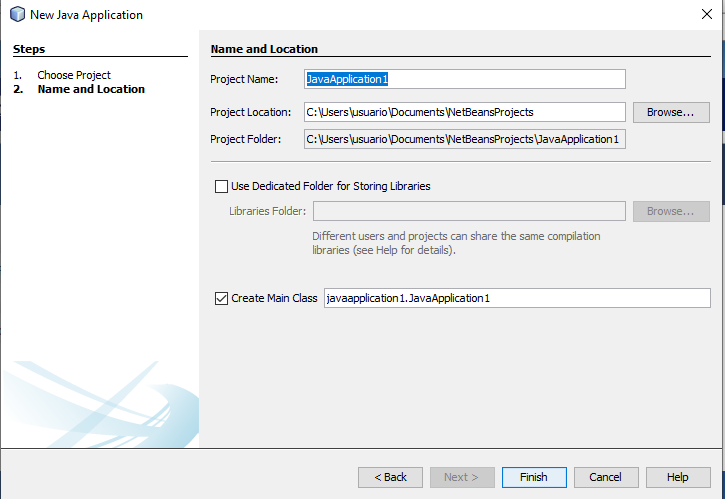 New Java Application
Steps
1. Choose Project
2. Name and Location
Name and Location
Project Name: JavaApplication1
Project Location: C:\Users\usuario\Documents\NetBeansProjects Browse...
Project Folder: C:\Users\usuario\Documents\NetBeansProjects\JavaApplication1
Use Dedicated Folder for Storing Libraries
Libraries Folder: Browse...
Different users and projects can share the same compilation
libraries (see Help for details).
Create Main Class javaapplication1.JavaApplication1
< Back Next > Finish Cancel Help